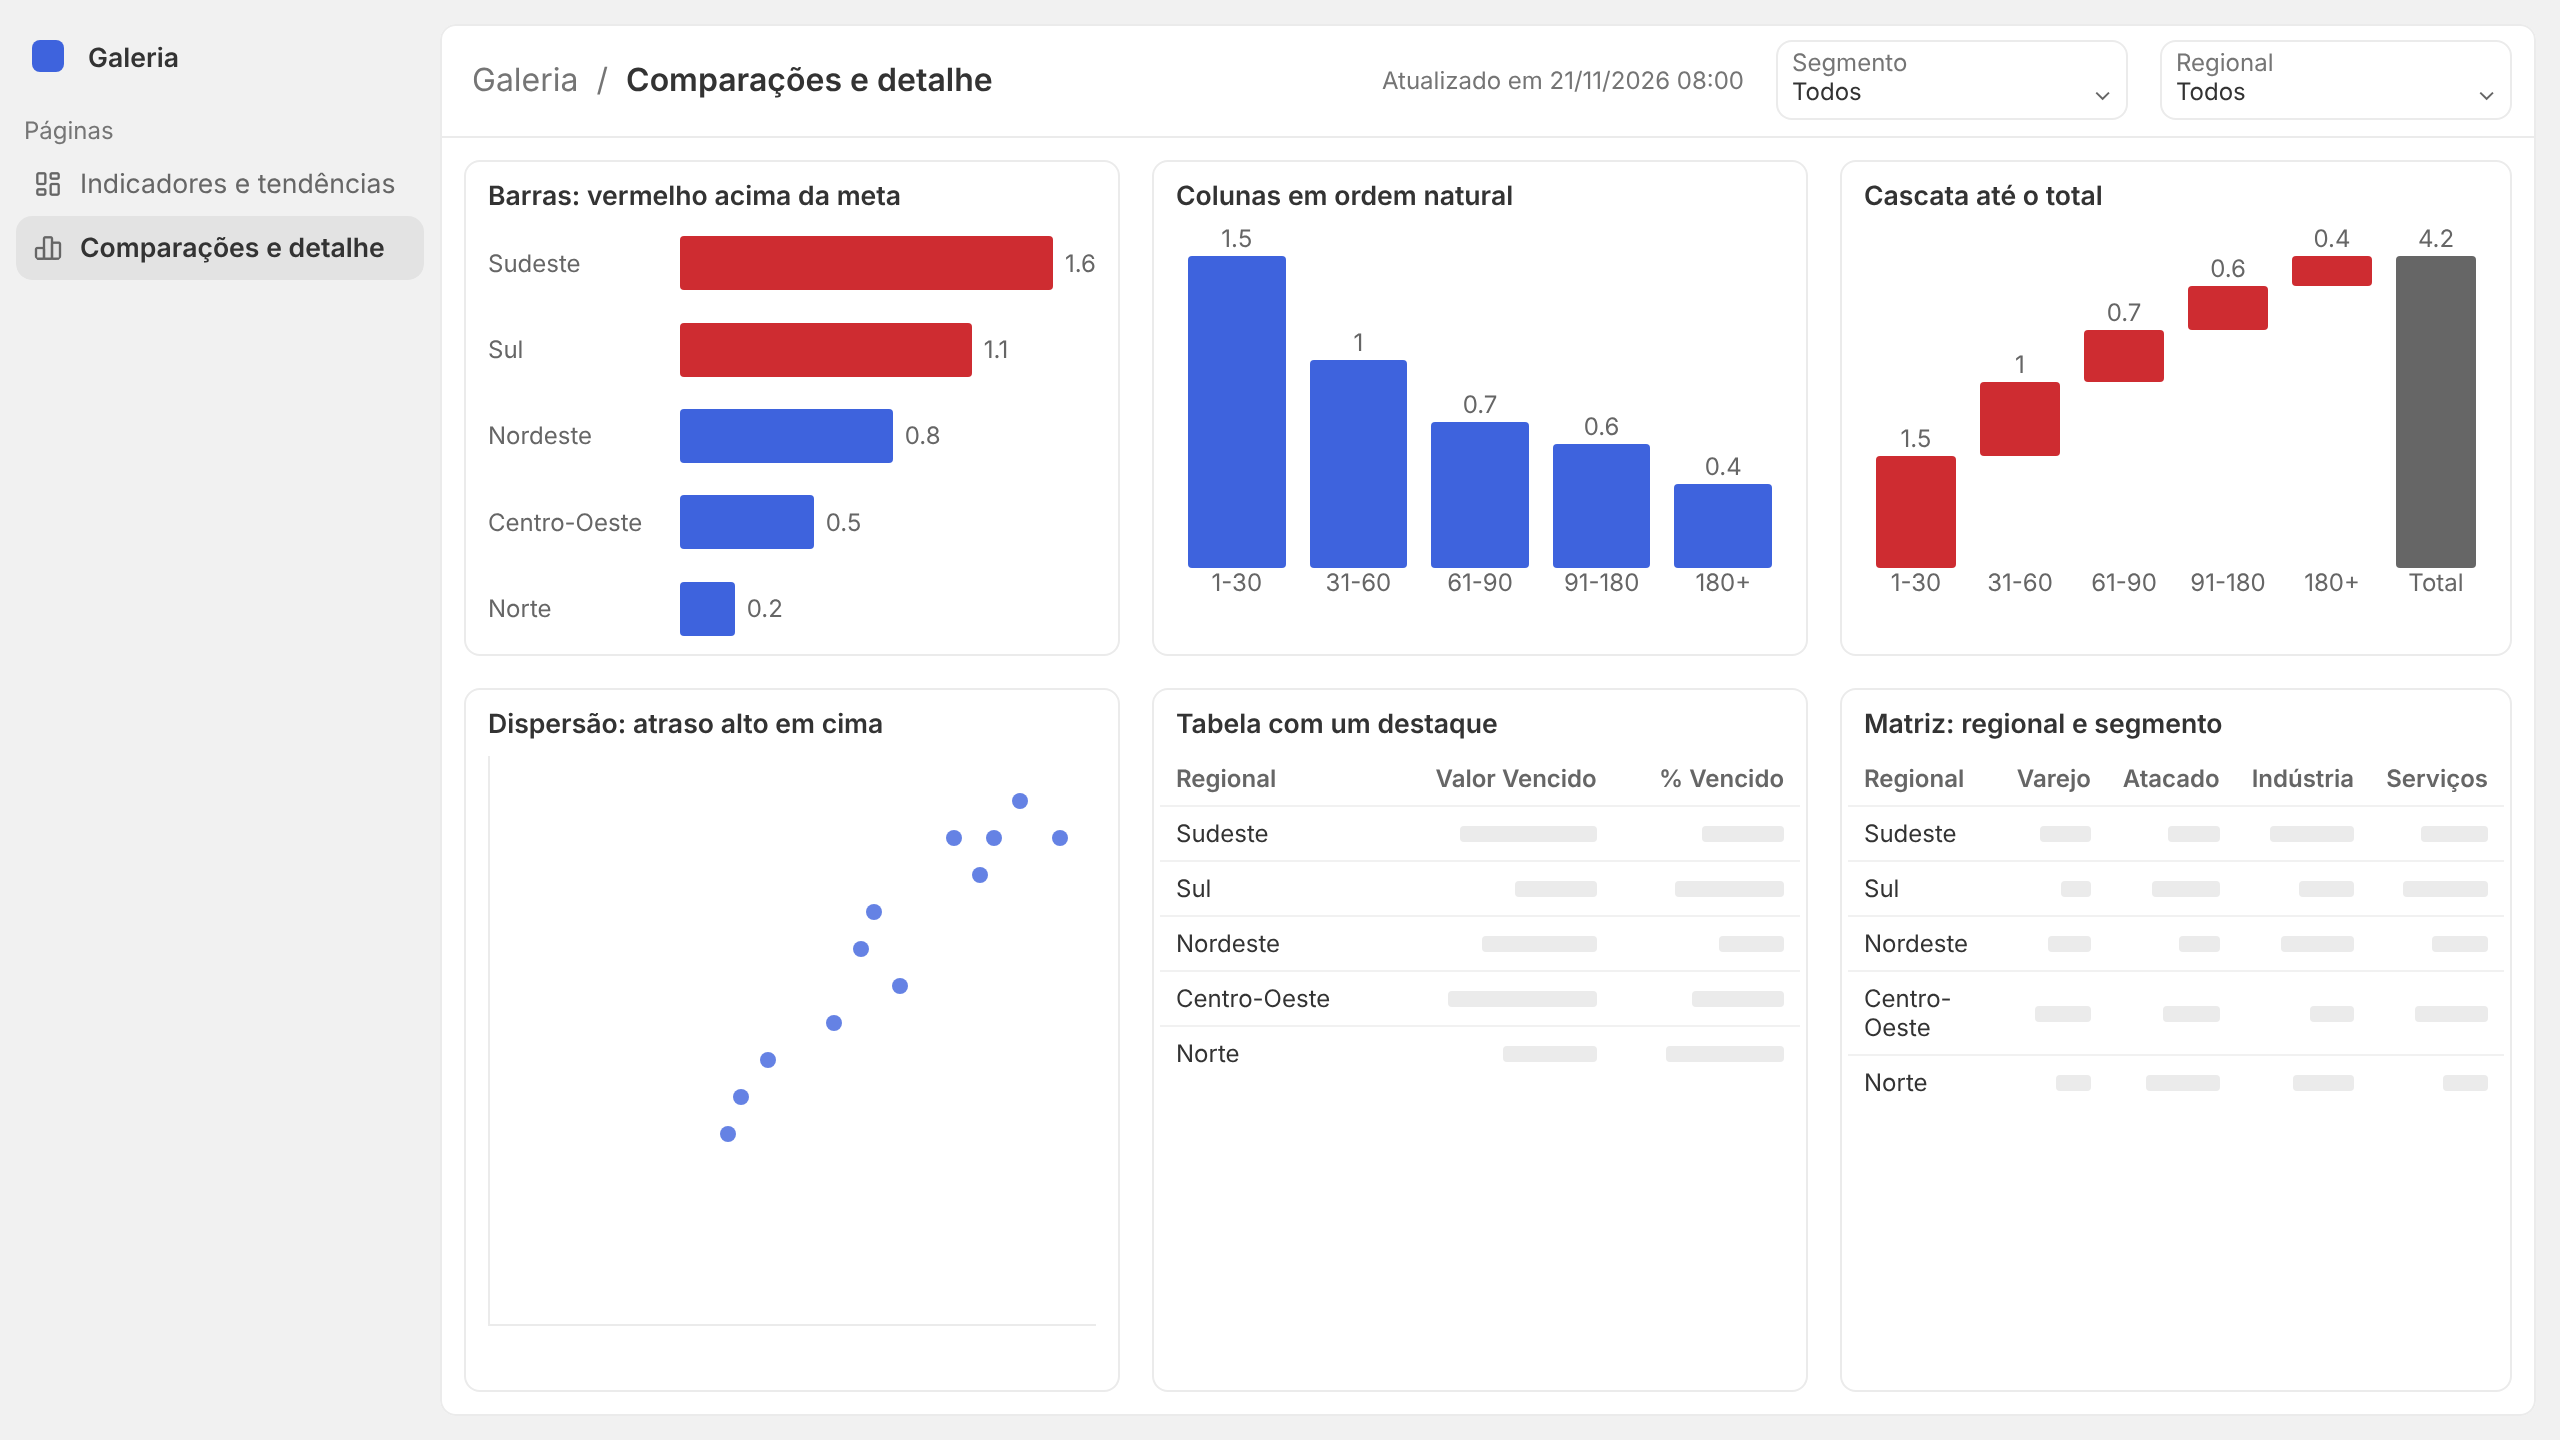 Galeria
Páginas
Indicadores e tendências
Comparações e detalhe
Galeria / Comparações e detalhe
Atualizado em 21/11/2026 08:00
Segmento
Todos
Regional
Todos
Barras: vermelho acima da meta
Sudeste 1.6
Sul 1.1
Nordeste 0.8
Centro-Oeste 0.5
Norte 0.2
Colunas em ordem natural
1.5 1 0.7 0.6 0.4
1-30 31-60 61-90 91-180 180+
Cascata até o total
1.5 1 0.7 0.6 0.4 4.2
1-30 31-60 61-90 91-180 180+ Total
Dispersão: atraso alto em cima
Tabela com um destaque
Regional Valor Vencido % Vencido
Sudeste
Sul
Nordeste
Centro-Oeste
Norte
Matriz: regional e segmento
Regional Varejo Atacado Indústria Serviços
Sudeste
Sul
Nordeste
Centro-
Oeste
Norte